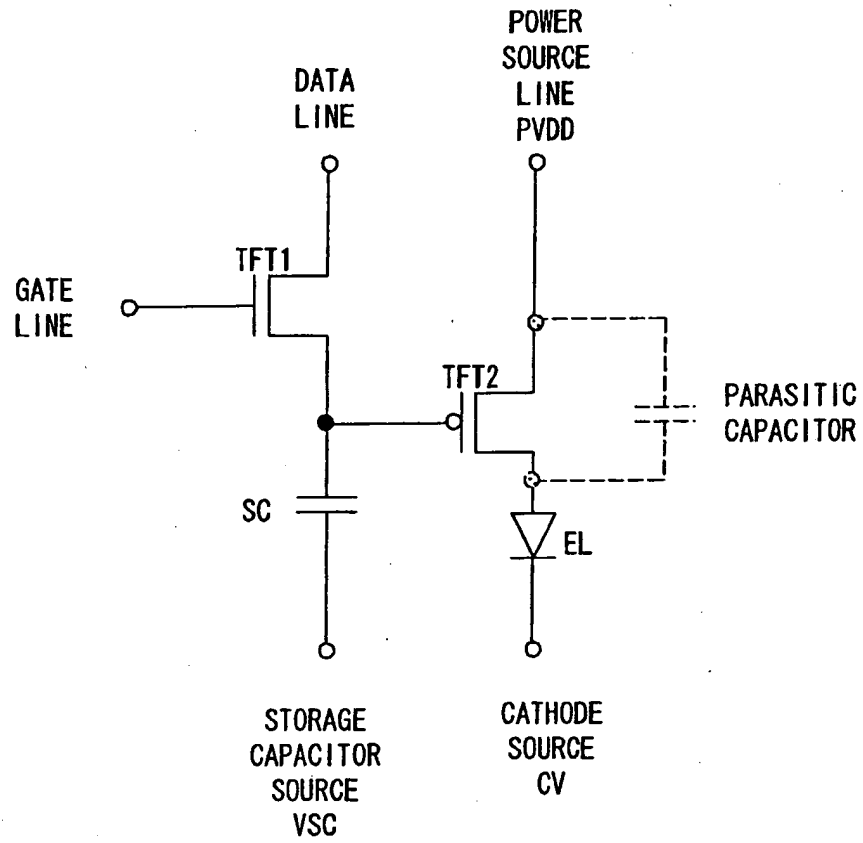 POWER
SOURCE
LINE
PVDD
DATA
LINE
TFT1
GATE
LINE
TFT2
PARASITIC
CAPACITOR
SC
EL
STORAGE
CAPACITOR
SOURCE
VSC
CATHODE
SOURCE
CV